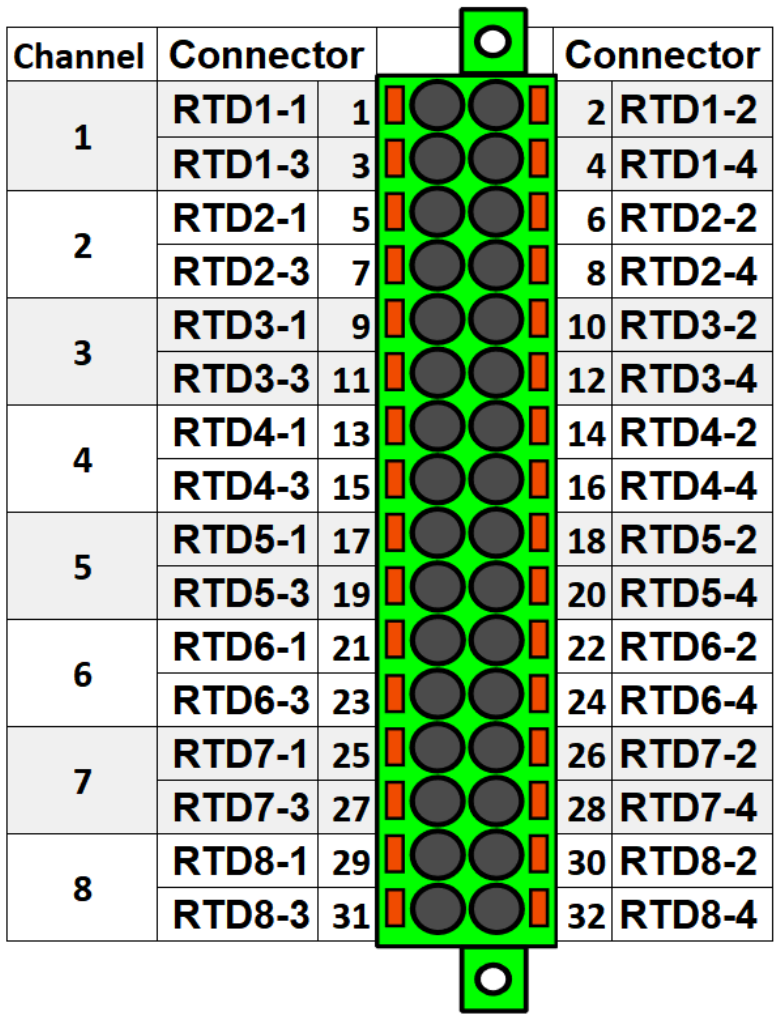 Channel Connector Connector
1
RTD1-1 1 2 RTD1-2
RTD1-3 3 4 RTD1-4
2
RTD2-1 5 6 RTD2-2
RTD2-3 7 8 RTD2-4
3
RTD3-1 9 10 RTD3-2
RTD3-3 11 12 RTD3-4
4
RTD4-1 13 14 RTD4-2
RTD4-3 15 16 RTD4-4
5
RTD5-1 17 18 RTD5-2
RTD5-3 19 20 RTD5-4
6
RTD6-1 21 22 RTD6-2
RTD6-3 23 24 RTD6-4
7
RTD7-1 25 26 RTD7-2
RTD7-3 27 28 RTD7-4
8
RTD8-1 29 30 RTD8-2
RTD8-3 31 32 RTD8-4